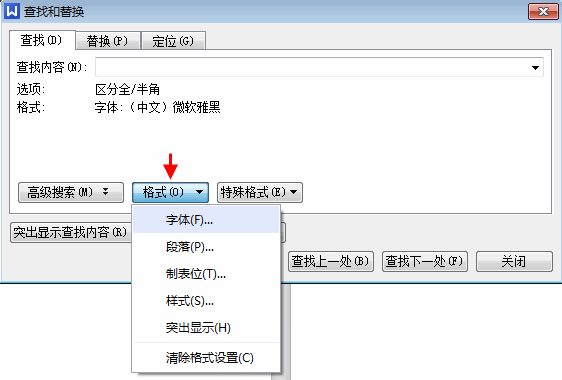 查找和替换
查找(D) 替换(P) 定位(G)
查找内容(N):
选项: 区分全/半角
格式: 字体:（中文）微软雅黑
高级搜索(M) 格式(O) 特殊格式(E)
突出显示查找内容(R)
字体(F)...
段落(P)...
制表位(T)...
样式(S)...
突出显示(H)
清除格式设置(C)
查找上一处(B) 查找下一处(F) 关闭